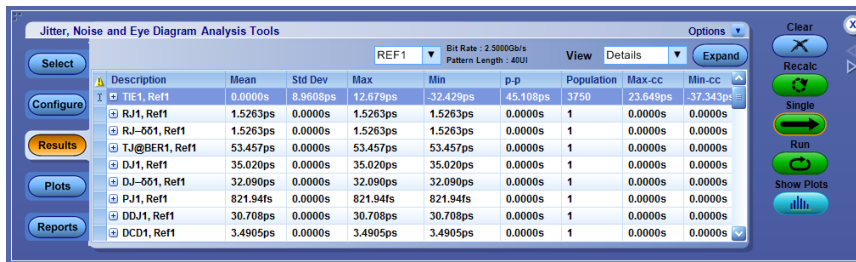 Jitter, Noise and Eye Diagram Analysis Tools Options Clear X
REF1 Bit Rate : 2.5000Gb/s
Pattern Length : 40UI View Details Expand
Select Recalc
Description Mean Std Dev Max Min p-p Population Max-cc Min-cc
TIE1, Ref1 0.0000s 8.9608ps 12.679ps -32.429ps 45.108ps 3750 23.649ps -37.343ps
Configure Single
RJ1, Ref1 1.5263ps 0.0000s 1.5263ps 1.5263ps 0.0000s 1 0.0000s 0.0000s
RJ–δδ1, Ref1 1.5263ps 0.0000s 1.5263ps 1.5263ps 0.0000s 1 0.0000s 0.0000s
Results Run
TJ@BER1, Ref1 53.457ps 0.0000s 53.457ps 53.457ps 0.0000s 1 0.0000s 0.0000s
DJ1, Ref1 35.020ps 0.0000s 35.020ps 35.020ps 0.0000s 1 0.0000s 0.0000s
Plots Show Plots
DJ–δδ1, Ref1 32.090ps 0.0000s 32.090ps 32.090ps 0.0000s 1 0.0000s 0.0000s
PJ1, Ref1 821.94fs 0.0000s 821.94fs 821.94fs 0.0000s 1 0.0000s 0.0000s
Reports
DDJ1, Ref1 30.708ps 0.0000s 30.708ps 30.708ps 0.0000s 1 0.0000s 0.0000s
DCD1, Ref1 3.4905ps 0.0000s 3.4905ps 3.4905ps 0.0000s 1 0.0000s 0.0000s